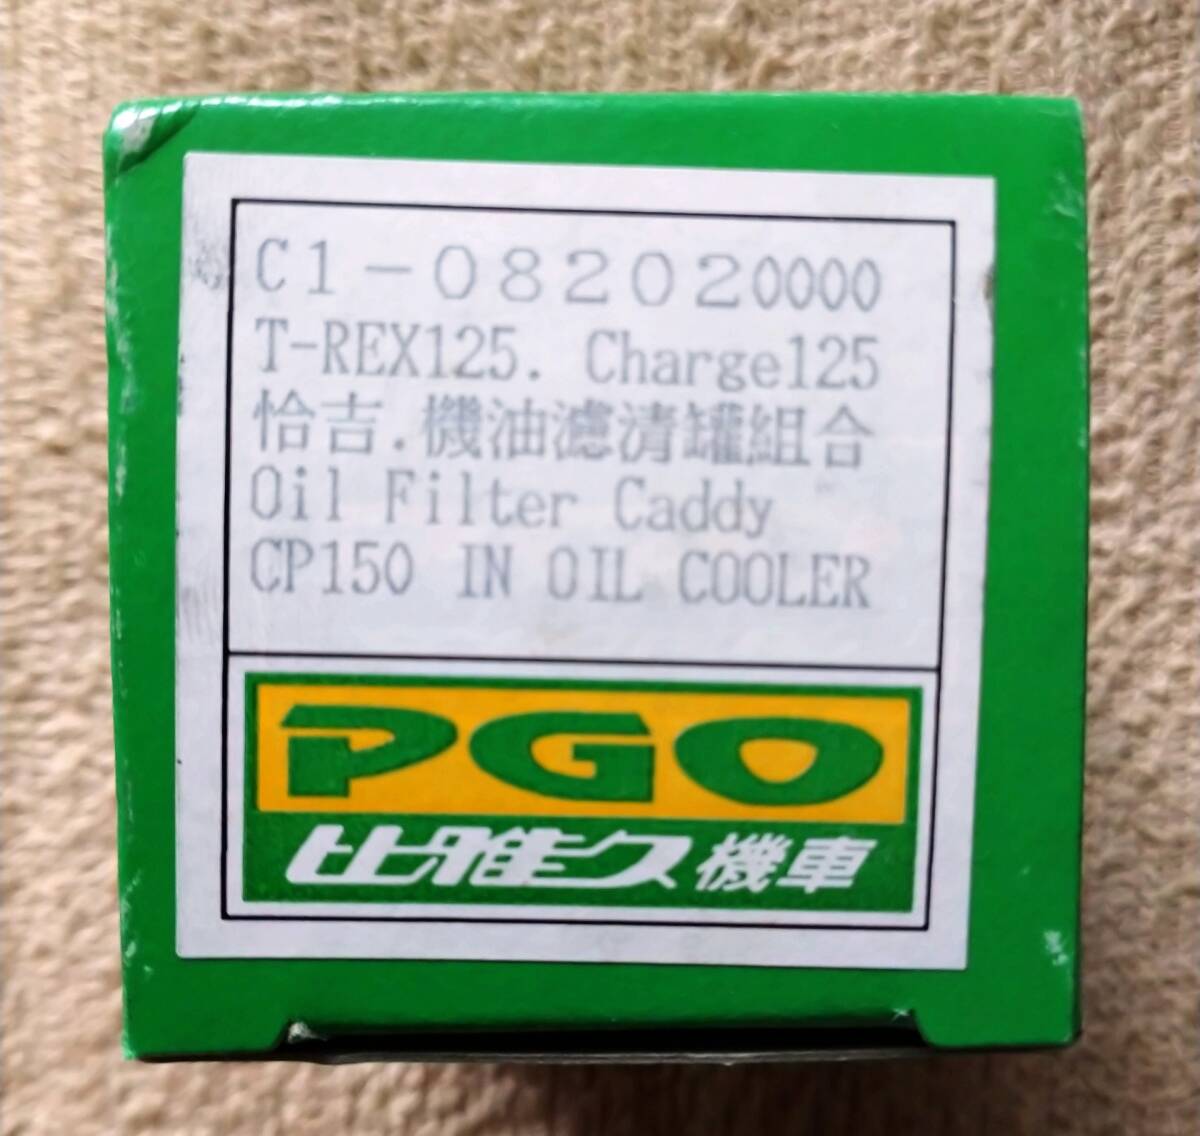 C1-082020000
T-REX125. Charge125
恰吉.機油濾清罐組合
Oil Filter Caddy
CP150 IN OIL COOLER
PGO
比雅久機車